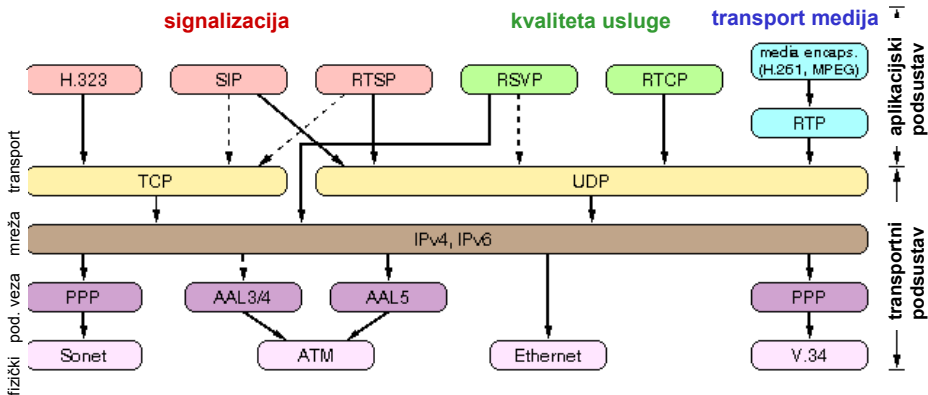 signalizacija
kvaliteta usluge
transport medija
H.323
SIP
RTSP
RSVP
RTCP
media encaps.
(H.261, MPEG)
RTP
TCP
UDP
IPv4, IPv6
PPP
AAL3/4
AAL5
PPP
Sonet
ATM
Ethernet
V.34
transport
mreža
pod. veza
fizički
aplikacijski
podsustav
transportni
podsustav